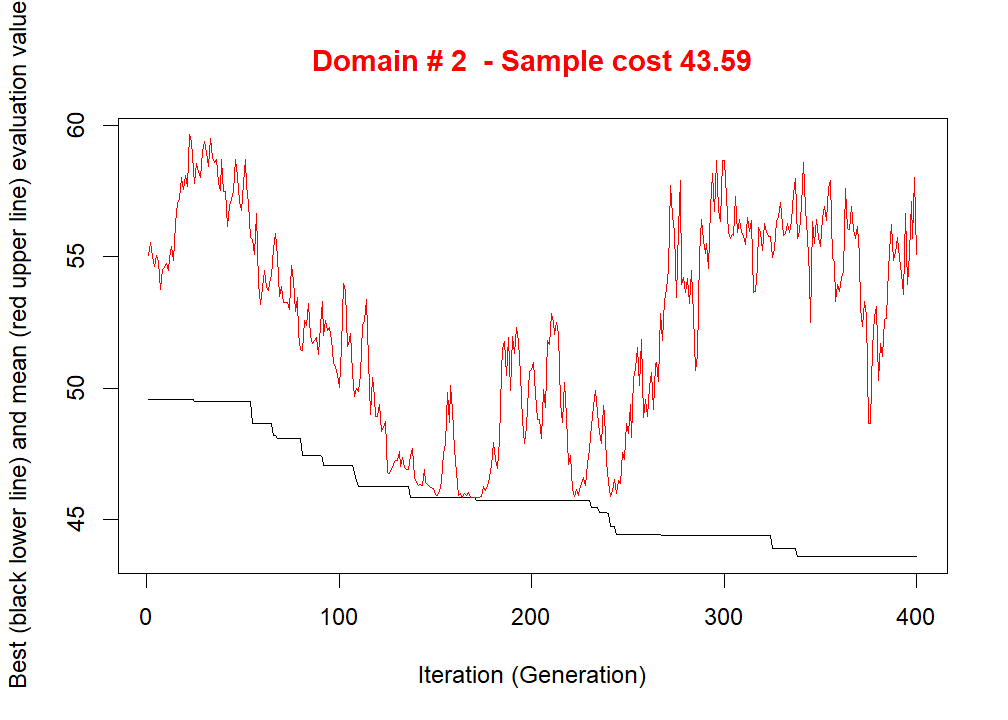 Domain # 2  - Sample cost 43.59
Best (black lower line) and mean (red upper line) evaluation value
60
55
50
45
0 100 200 300 400
Iteration (Generation)